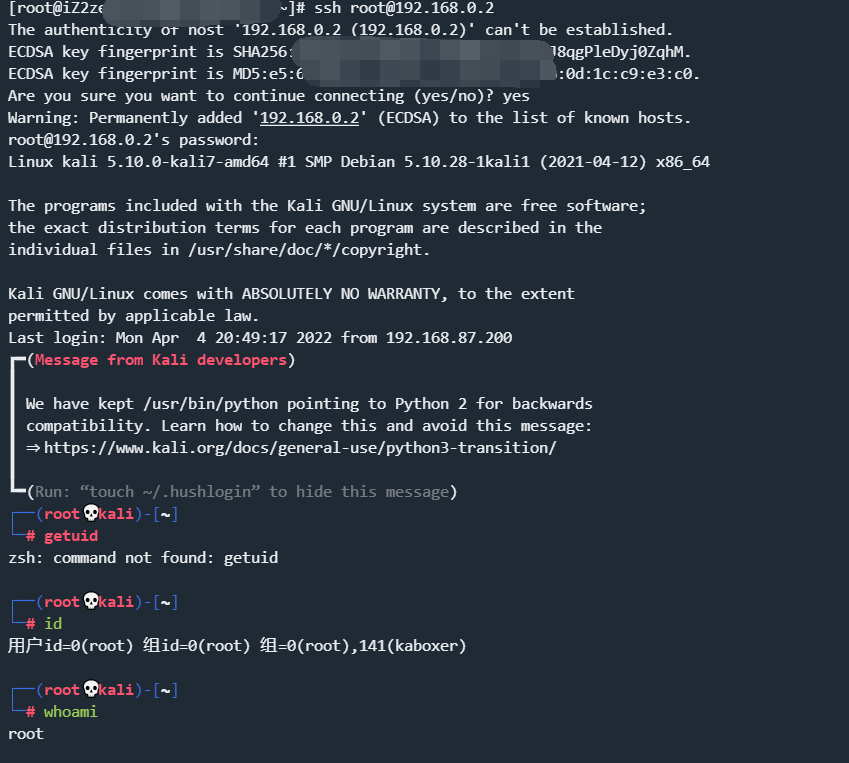 [root@iZ2ze ~]# ssh root@192.168.0.2
The authenticity of host '192.168.0.2 (192.168.0.2)' can't be established.
ECDSA key fingerprint is SHA256: J8qgPleDyj0ZqhM.
ECDSA key fingerprint is MD5:e5:6 :0d:1c:c9:e3:c0.
Are you sure you want to continue connecting (yes/no)? yes
Warning: Permanently added '192.168.0.2' (ECDSA) to the list of known hosts.
root@192.168.0.2's password:
Linux kali 5.10.0-kali7-amd64 #1 SMP Debian 5.10.28-1kali1 (2021-04-12) x86_64
The programs included with the Kali GNU/Linux system are free software;
the exact distribution terms for each program are described in the
individual files in /usr/share/doc/*/copyright.
Kali GNU/Linux comes with ABSOLUTELY NO WARRANTY, to the extent
permitted by applicable law.
Last login: Mon Apr  4 20:49:17 2022 from 192.168.87.200
┏━(Message from Kali developers)
┃ We have kept /usr/bin/python pointing to Python 2 for backwards
┃ compatibility. Learn how to change this and avoid this message:
┃ ⇒ https://www.kali.org/docs/general-use/python3-transition/
┗━(Run: “touch ~/.hushlogin” to hide this message)
┌──(root💀kali)-[~]
└─# getuid
zsh: command not found: getuid
┌──(root💀kali)-[~]
└─# id
用户id=0(root) 组id=0(root) 组=0(root),141(kaboxer)
┌──(root💀kali)-[~]
└─# whoami
root